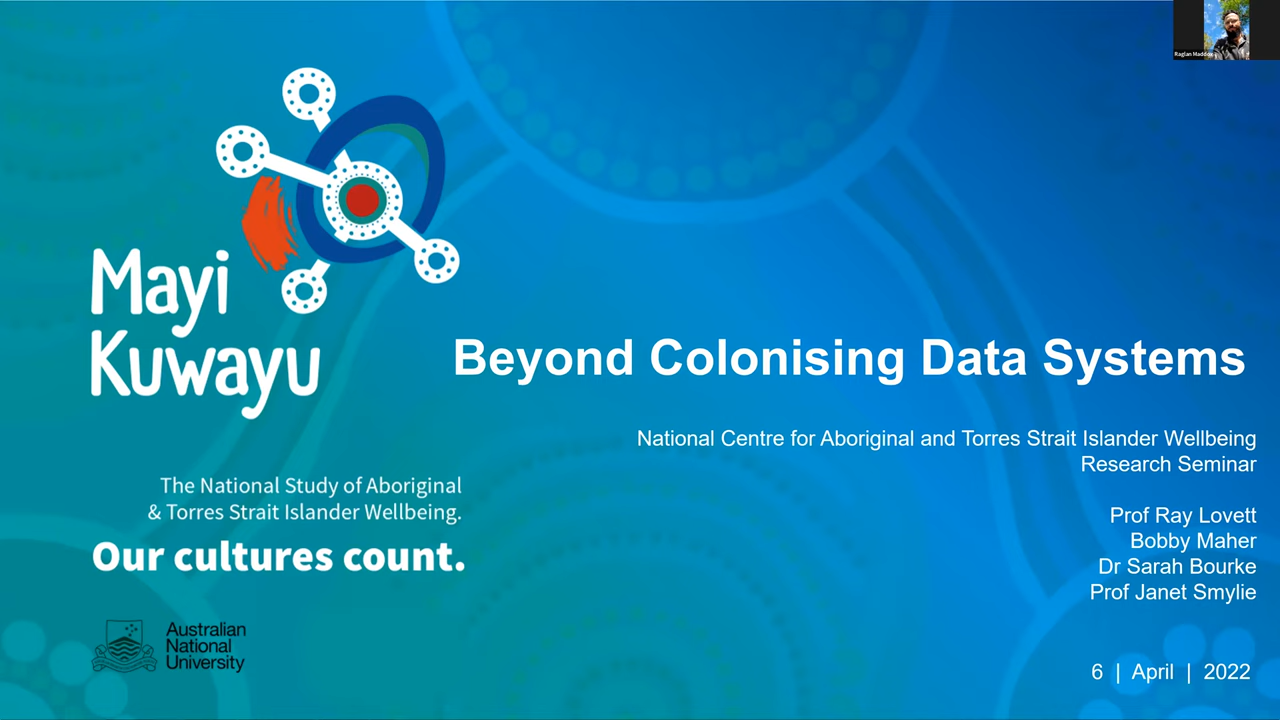 Raglan Maddox
Mayi
Kuwayu
Beyond Colonising Data Systems
National Centre for Aboriginal and Torres Strait Islander Wellbeing
Research Seminar
The National Study of Aboriginal
& Torres Strait Islander Wellbeing.
Our cultures count.
Prof Ray Lovett
Bobby Maher
Dr Sarah Bourke
Prof Janet Smylie
Australian
National
University
6 | April | 2022